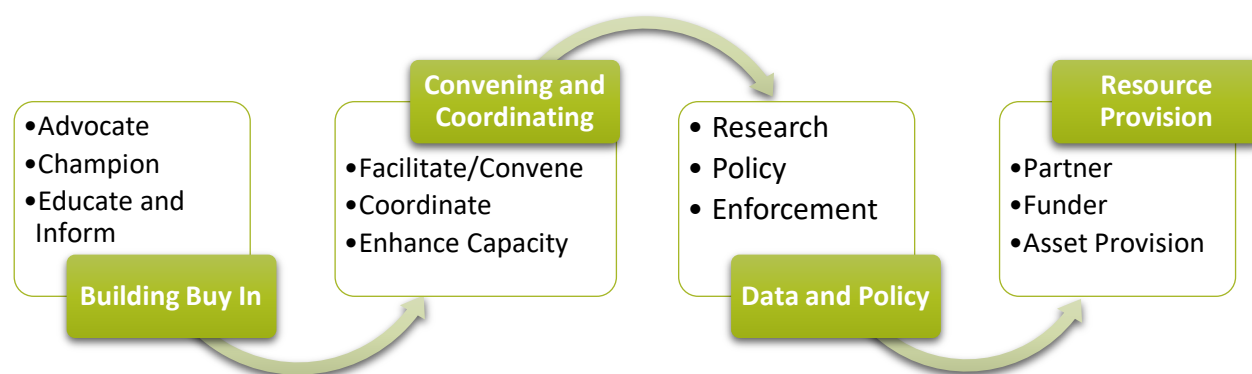 •Advocate
•Champion
•Educate and
Inform
Building Buy In
Convening and
Coordinating
•Facilitate/Convene
•Coordinate
•Enhance Capacity
• Research
• Policy
• Enforcement
Data and Policy
Resource
Provision
•Partner
•Funder
•Asset Provision